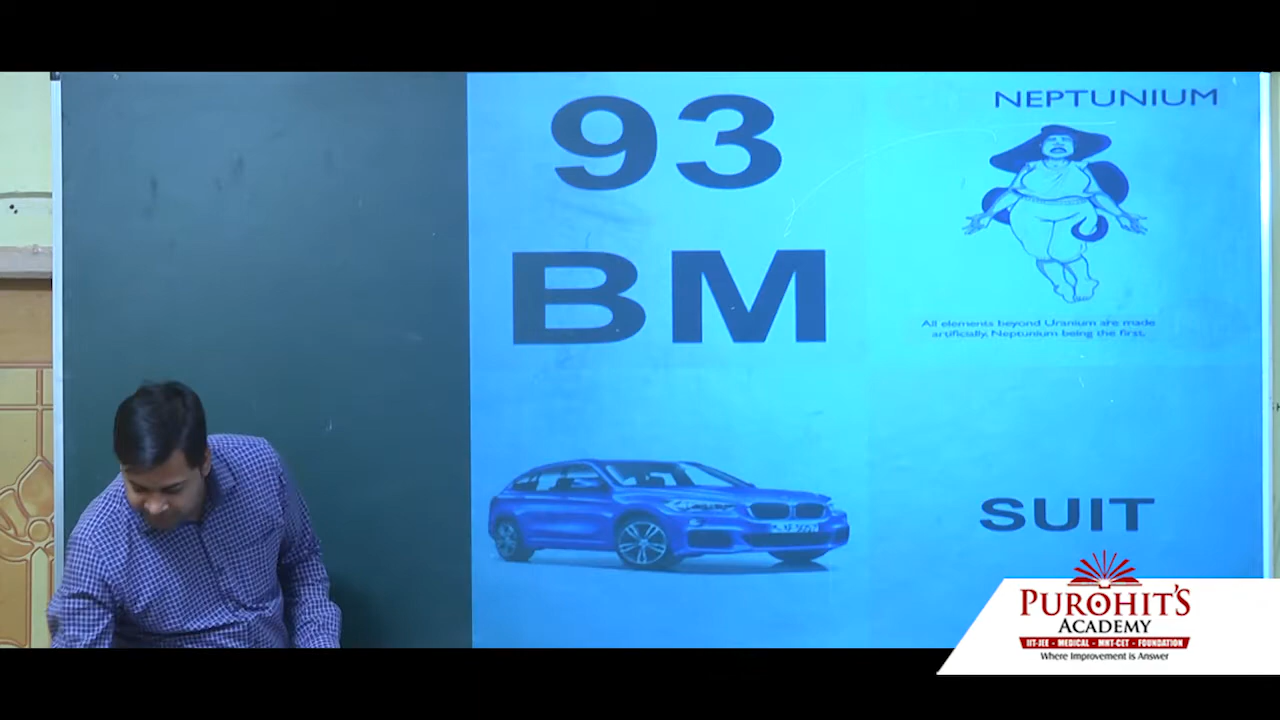 93
BM
NEPTUNIUM
All elements beyond Uranium are made
artificially, Neptunium being the first.
SUIT
PUROHIT'S
ACADEMY
IIT-JEE - MEDICAL - MHT-CET - FOUNDATION
Where Improvement is Answer